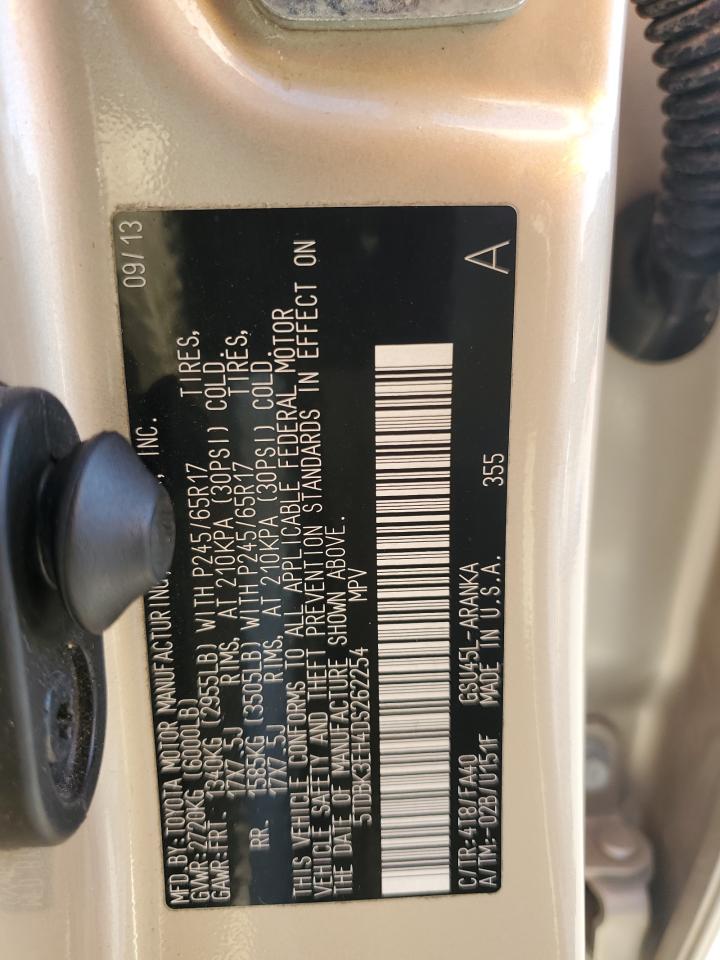 MFD.BY:TOYOTA MOTOR MANUFACTURING INC. 09/13
GVWR:2720KG (6000LB)
GAWR:FRT. 1340KG (2955LB) WITH P245/65R17 TIRES,
17X7.5J RIMS, AT 210KPA (30PSI) COLD.
RR. 1585KG (3505LB) WITH P245/65R17 TIRES,
17X7.5J RIMS, AT 210KPA (30PSI) COLD.
THIS VEHICLE CONFORMS TO ALL APPLICABLE FEDERAL MOTOR
VEHICLE SAFETY AND THEFT PREVENTION STANDARDS IN EFFECT ON
THE DATE OF MANUFACTURE SHOWN ABOVE.
5TDBK3EH4DS262254 MPV
C/TR:4T8/FA40 GSU45L-ARANKA 355 A
A/TM:-02B/U151F MADE IN U.S.A.